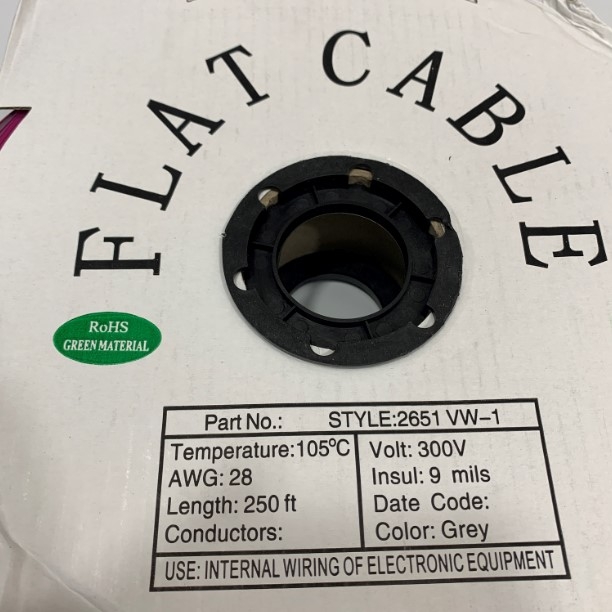 FLAT CABLE
RoHS
GREEN MATERIAL
Part No.: STYLE:2651 VW-1
Temperature:105°C
Volt: 300V
AWG: 28
Insul: 9 mils
Length: 250 ft
Date Code:
Conductors:
Color: Grey
USE: INTERNAL WIRING OF ELECTRONIC EQUIPMENT